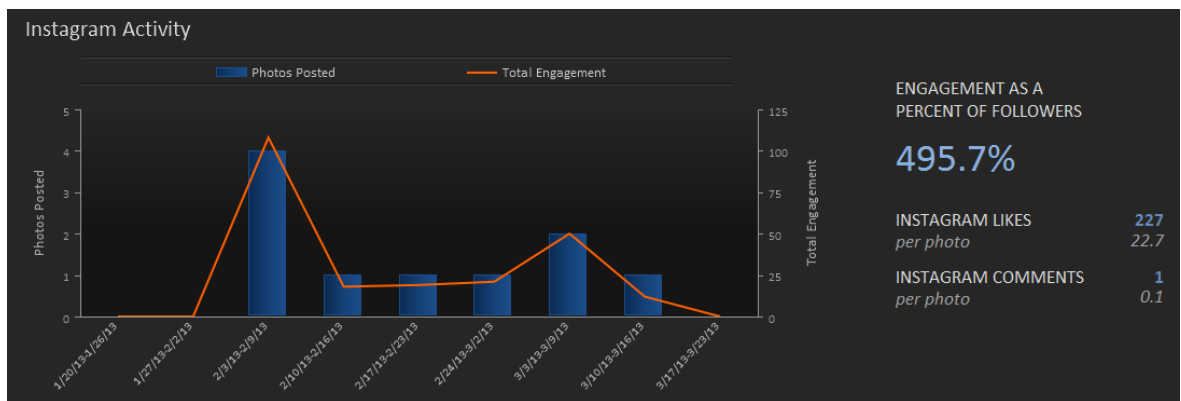 Instagram Activity
Photos Posted
Total Engagement
5
4
3
2
1
0
Photos Posted
125
100
75
50
25
0
Total Engagement
1/20/13-1/26/13
1/27/13-2/2/13
2/3/13-2/9/13
2/10/13-2/16/13
2/17/13-2/23/13
2/24/13-3/2/13
3/3/13-3/9/13
3/10/13-3/16/13
3/17/13-3/23/13
ENGAGEMENT AS A
PERCENT OF FOLLOWERS
495.7%
INSTAGRAM LIKES 227
per photo 22.7
INSTAGRAM COMMENTS 1
per photo 0.1